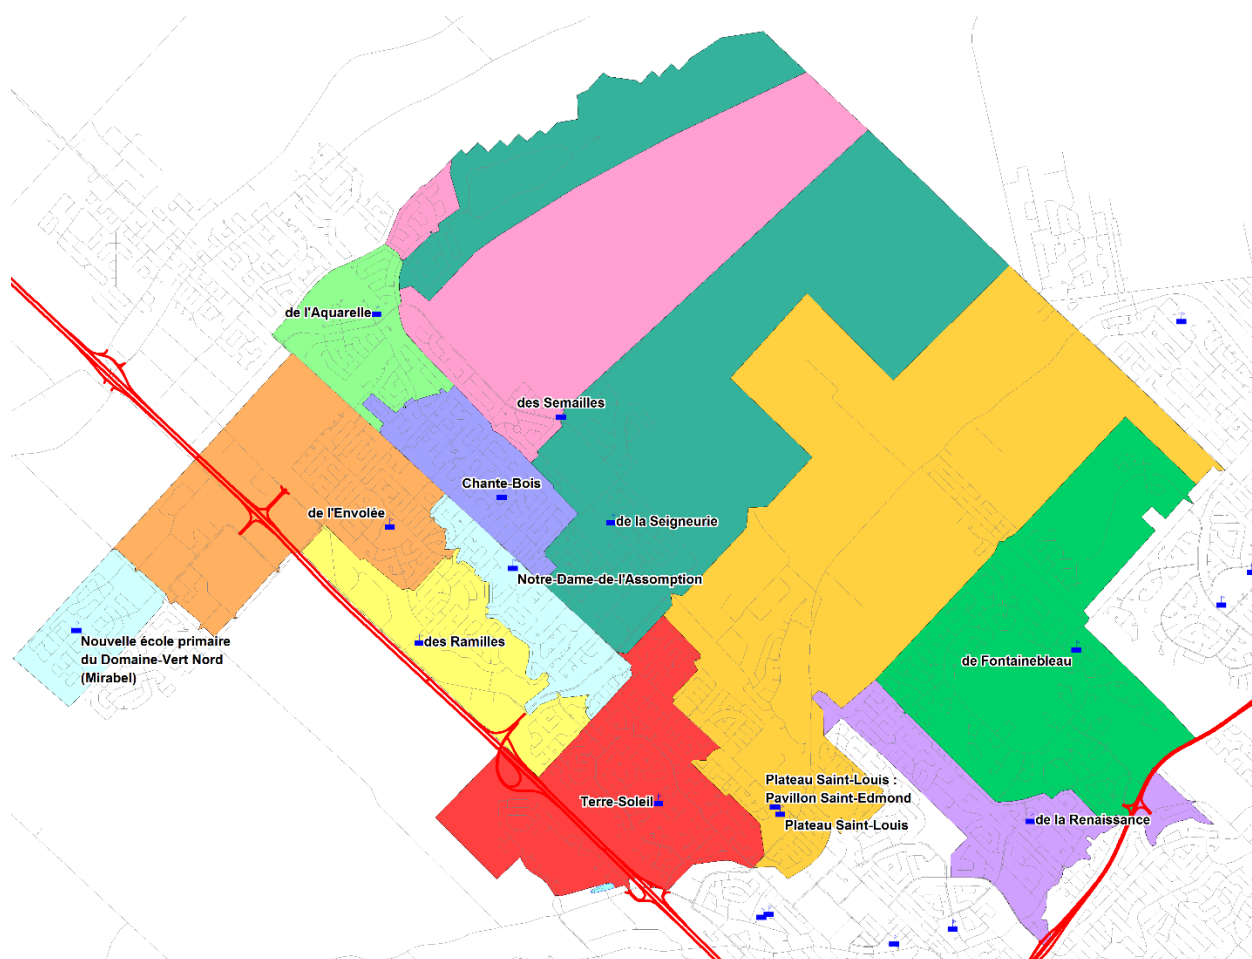 de l'Aquarelle
des Semailles
Chante-Bois
de l'Envolée
de la Seigneurie
Notre-Dame-de-l'Assomption
Nouvelle école primaire
du Domaine-Vert Nord
(Mirabel)
des Ramilles
de Fontainebleau
Plateau Saint-Louis :
Pavillon Saint-Edmond
Terre-Soleil
Plateau Saint-Louis
de la Renaissance